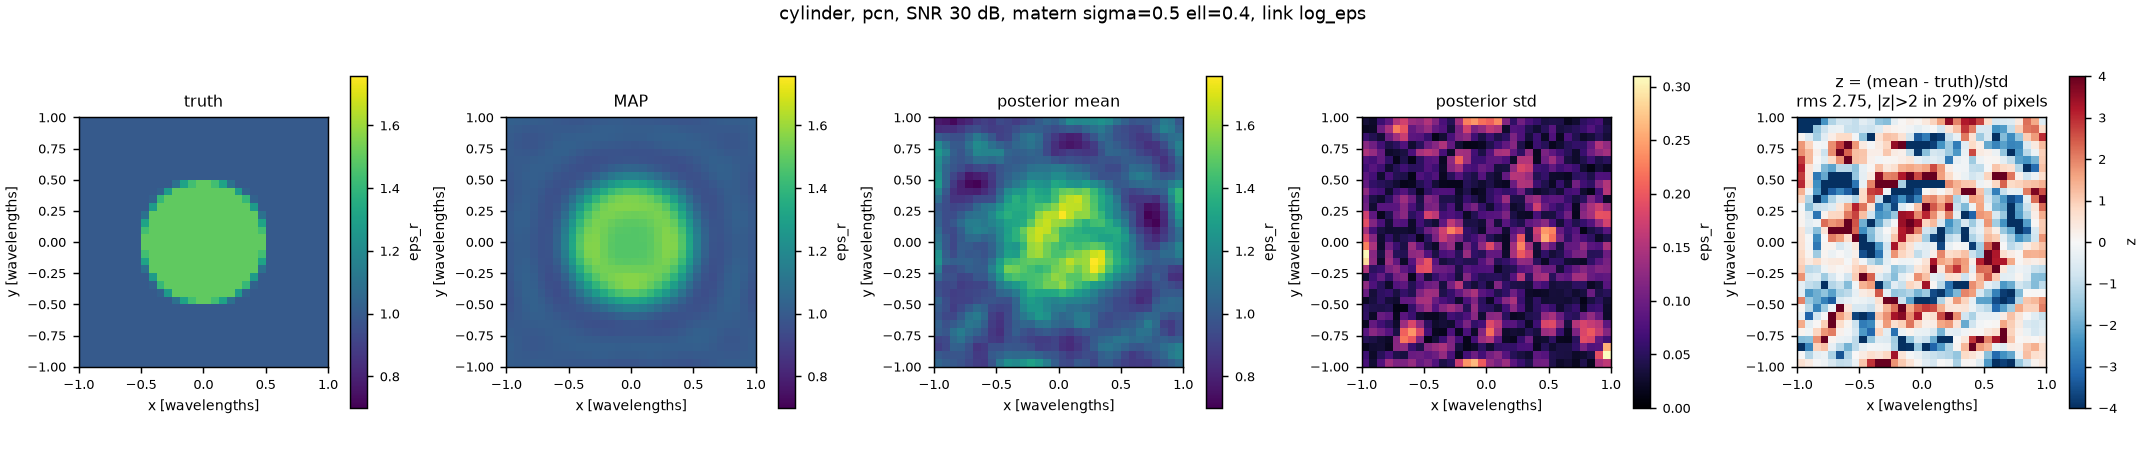 cylinder, pcn, SNR 30 dB, matern sigma=0.5 ell=0.4, link log_eps
truth
1.00
0.75
0.50
0.25
0.00
−0.25
−0.50
−0.75
−1.00
−1.0 −0.5 0.0 0.5 1.0
x [wavelengths]
y [wavelengths]
1.6
1.4
1.2
1.0
0.8
eps_r
MAP
1.00
0.75
0.50
0.25
0.00
−0.25
−0.50
−0.75
−1.00
−1.0 −0.5 0.0 0.5 1.0
x [wavelengths]
y [wavelengths]
1.6
1.4
1.2
1.0
0.8
eps_r
posterior mean
1.00
0.75
0.50
0.25
0.00
−0.25
−0.50
−0.75
−1.00
−1.0 −0.5 0.0 0.5 1.0
x [wavelengths]
y [wavelengths]
1.6
1.4
1.2
1.0
0.8
eps_r
posterior std
1.00
0.75
0.50
0.25
0.00
−0.25
−0.50
−0.75
−1.00
−1.0 −0.5 0.0 0.5 1.0
x [wavelengths]
y [wavelengths]
0.30
0.25
0.20
0.15
0.10
0.05
0.00
eps_r
z = (mean - truth)/std
rms 2.75, |z|>2 in 29% of pixels
1.00
0.75
0.50
0.25
0.00
−0.25
−0.50
−0.75
−1.00
−1.0 −0.5 0.0 0.5 1.0
x [wavelengths]
y [wavelengths]
4
3
2
1
0
−1
−2
−3
−4
z